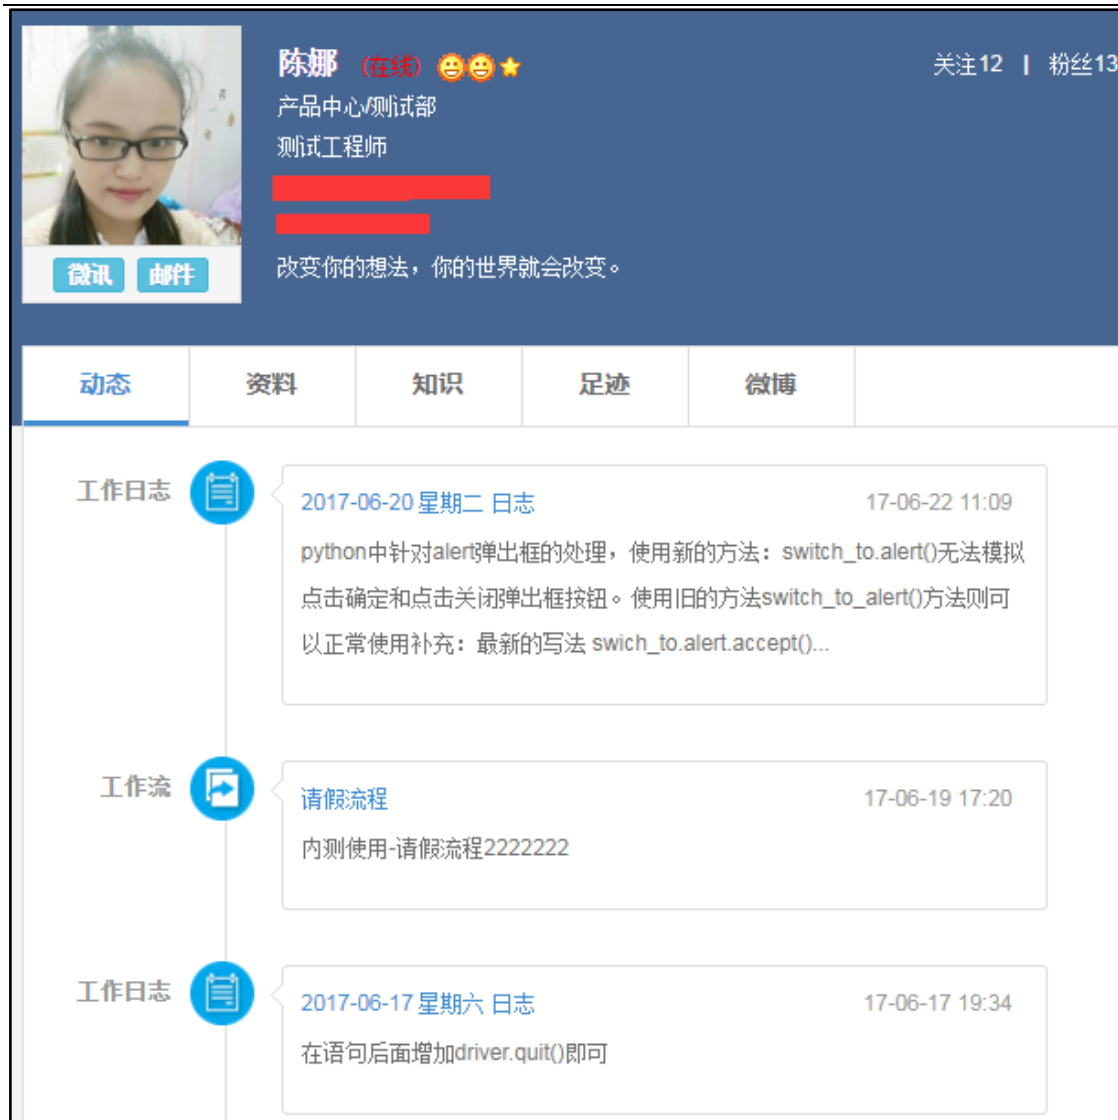 陈娜 (在线)
关注12 | 粉丝13
产品中心/测试部
测试工程师
改变你的想法，你的世界就会改变。
微讯 邮件
动态 资料 知识 足迹 微博
工作日志
2017-06-20 星期二 日志 17-06-22 11:09
python中针对alert弹出框的处理，使用新的方法：switch_to.alert()无法模拟
点击确定和点击关闭弹出框按钮。使用旧的方法switch_to_alert()方法则可
以正常使用补充：最新的写法 swich_to.alert.accept()...
工作流
请假流程 17-06-19 17:20
内测使用-请假流程2222222
工作日志
2017-06-17 星期六 日志 17-06-17 19:34
在语句后面增加driver.quit()即可